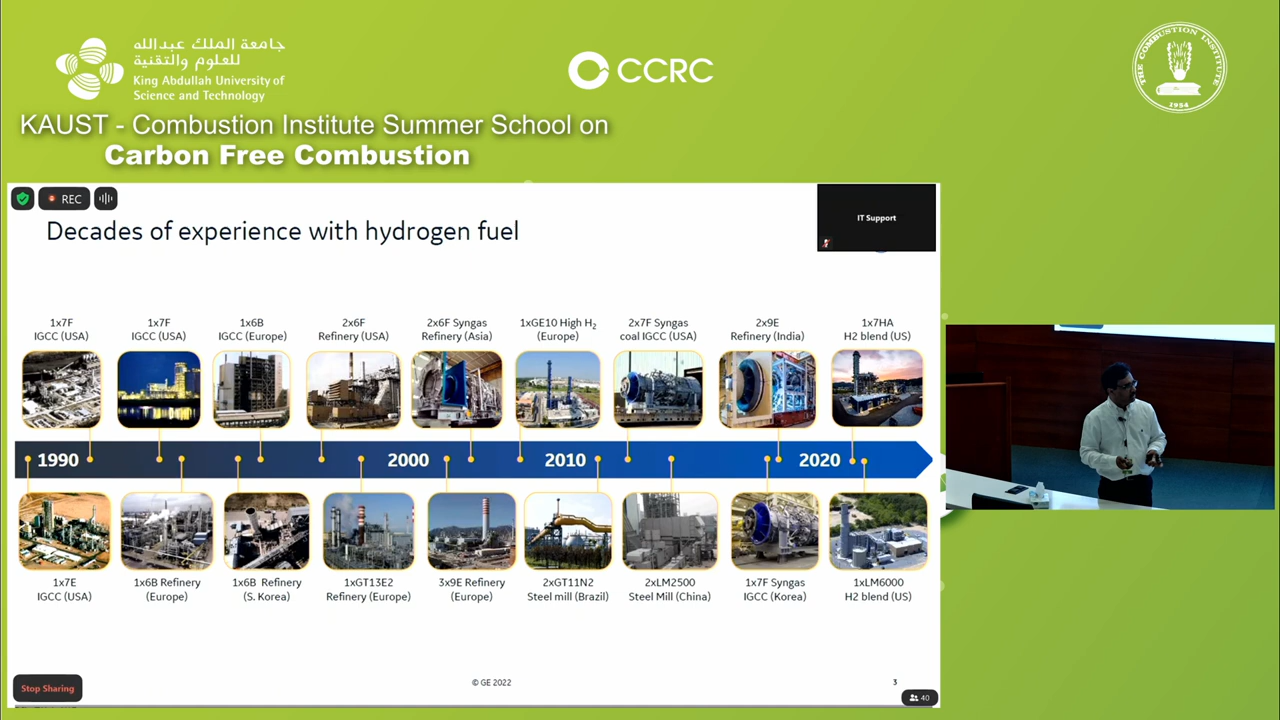 جامعة الملك عبدالله
للعلوم والتقنية
King Abdullah University of
Science and Technology
CCRC
THE COMBUSTION INSTITUTE
1954
KAUST - Combustion Institute Summer School on
Carbon Free Combustion
REC
IT Support
Decades of experience with hydrogen fuel
1x7F
IGCC (USA)
1x7F
IGCC (USA)
1x6B
IGCC (Europe)
2x6F
Refinery (USA)
2x6F Syngas
Refinery (Asia)
1xGE10 High H2
(Europe)
2x7F Syngas
coal IGCC (USA)
2x9E
Refinery (India)
1x7HA
H2 blend (US)
1990
2000
2010
2020
1x7E
IGCC (USA)
1x6B Refinery
(Europe)
1x6B Refinery
(S. Korea)
1xGT13E2
Refinery (Europe)
3x9E Refinery
(Europe)
2xGT11N2
Steel mill (Brazil)
2xLM2500
Steel Mill (China)
1x7F Syngas
IGCC (Korea)
1xLM6000
H2 blend (US)
© GE 2022
3
Stop Sharing
40